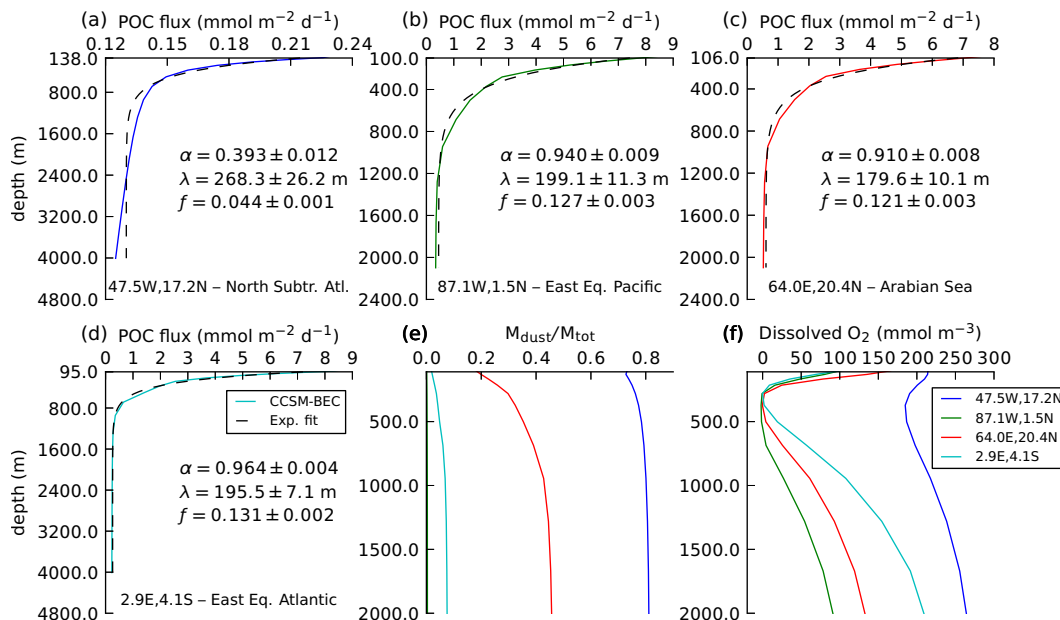 (a) POC flux (mmol m⁻² d⁻¹)
0.12 0.15 0.18 0.21 0.24
138.0
800.0
1600.0
2400.0
3200.0
4000.0
4800.0
depth (m)
α = 0.393 ± 0.012
λ = 268.3 ± 26.2 m
f = 0.044 ± 0.001
47.5W,17.2N – North Subtr. Atl.
(b) POC flux (mmol m⁻² d⁻¹)
0 1 2 3 4 5 6 7 8 9
100.0
400.0
800.0
1200.0
1600.0
2000.0
2400.0
α = 0.940 ± 0.009
λ = 199.1 ± 11.3 m
f = 0.127 ± 0.003
87.1W,1.5N – East Eq. Pacific
(c) POC flux (mmol m⁻² d⁻¹)
0 1 2 3 4 5 6 7 8
106.0
400.0
800.0
1200.0
1600.0
2000.0
2400.0
α = 0.910 ± 0.008
λ = 179.6 ± 10.1 m
f = 0.121 ± 0.003
64.0E,20.4N – Arabian Sea
(d) POC flux (mmol m⁻² d⁻¹)
0 1 2 3 4 5 6 7 8 9
95.0
800.0
1600.0
2400.0
3200.0
4000.0
4800.0
depth (m)
CCSM-BEC
Exp. fit
α = 0.964 ± 0.004
λ = 195.5 ± 7.1 m
f = 0.131 ± 0.002
2.9E,4.1S – East Eq. Atlantic
(e) M_dust/M_tot
0.0 0.2 0.4 0.6 0.8
500.0
1000.0
1500.0
2000.0
(f) Dissolved O₂ (mmol m⁻³)
0 50 100 150 200 250 300
500.0
1000.0
1500.0
2000.0
47.5W,17.2N
87.1W,1.5N
64.0E,20.4N
2.9E,4.1S